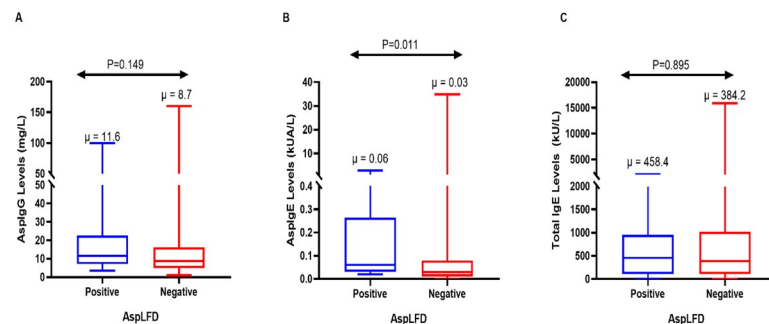 A
P=0.149
200
150
100
50
50
40
30
20
10
0
AspIgG Levels (mg/L)
μ = 11.6
μ = 8.7
Positive
Negative
AspLFD
B
P=0.011
40
30
20
10
0.4
0.3
0.2
0.1
0.0
AspIgE Levels (kUA/L)
μ = 0.06
μ = 0.03
Positive
Negative
AspLFD
C
P=0.895
20000
15000
10000
5000
2000
1500
1000
500
0
Total IgE Levels (kU/L)
μ = 458.4
μ = 384.2
Positive
Negative
AspLFD